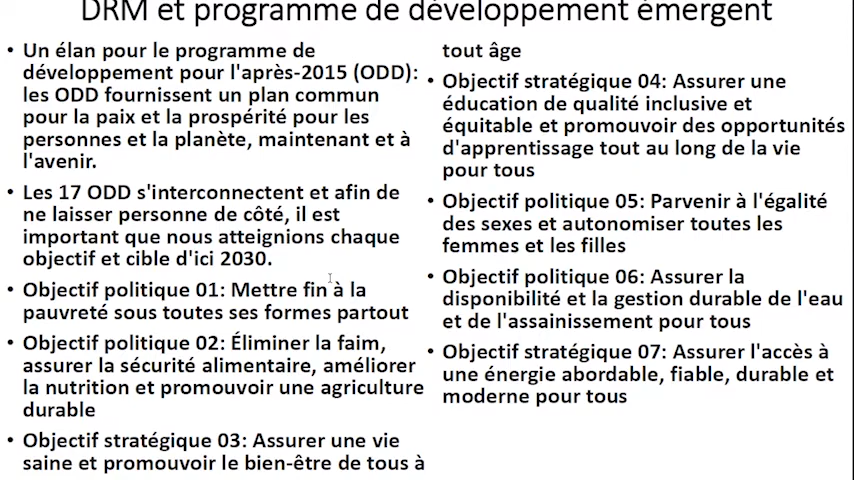 DRM et programme de développement émergent
• Un élan pour le programme de
développement pour l'après-2015 (ODD):
les ODD fournissent un plan commun
pour la paix et la prospérité pour les
personnes et la planète, maintenant et à
l'avenir.
• Les 17 ODD s'interconnectent et afin de
ne laisser personne de côté, il est
important que nous atteignions chaque
objectif et cible d'ici 2030.
• Objectif politique 01: Mettre fin à la
pauvreté sous toutes ses formes partout
• Objectif politique 02: Éliminer la faim,
assurer la sécurité alimentaire, améliorer
la nutrition et promouvoir une agriculture
durable
• Objectif stratégique 03: Assurer une vie
saine et promouvoir le bien-être de tous à
tout âge
• Objectif stratégique 04: Assurer une
éducation de qualité inclusive et
équitable et promouvoir des opportunités
d'apprentissage tout au long de la vie
pour tous
• Objectif politique 05: Parvenir à l'égalité
des sexes et autonomiser toutes les
femmes et les filles
• Objectif politique 06: Assurer la
disponibilité et la gestion durable de l'eau
et de l'assainissement pour tous
• Objectif stratégique 07: Assurer l'accès à
une énergie abordable, fiable, durable et
moderne pour tous